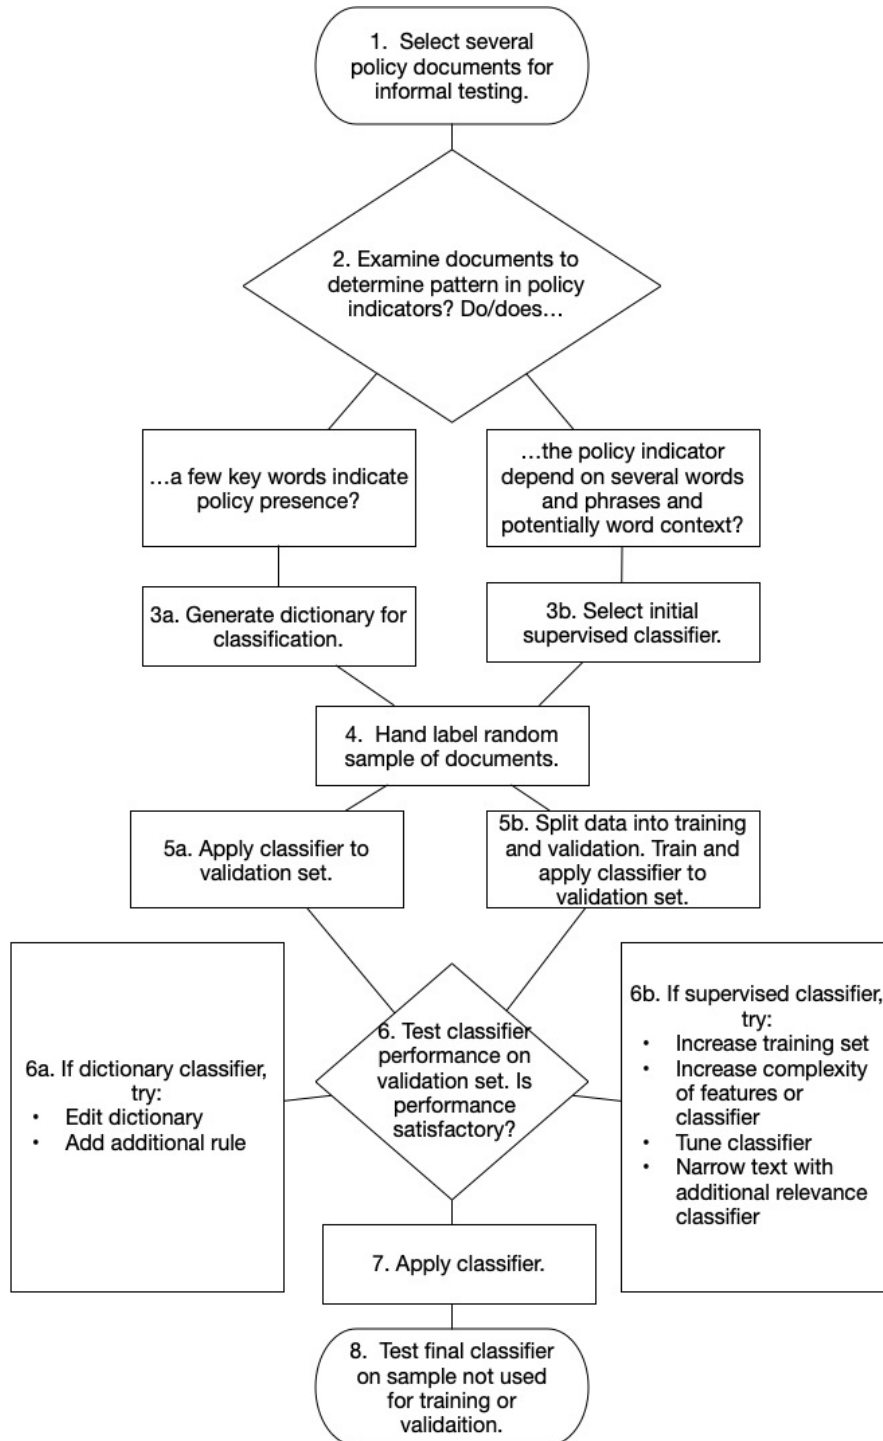 1. Select several
policy documents for
informal testing.
2. Examine documents to
determine pattern in policy
indicators? Do/does…
…a few key words indicate
policy presence?
…the policy indicator
depend on several words
and phrases and
potentially word context?
3a. Generate dictionary for
classification.
3b. Select initial
supervised classifier.
4. Hand label random
sample of documents.
5a. Apply classifier to
validation set.
5b. Split data into training
and validation. Train and
apply classifier to
validation set.
6. Test classifier
performance on
validation set. Is
performance
satisfactory?
6a. If dictionary classifier,
try:
• Edit dictionary
• Add additional rule
6b. If supervised classifier,
try:
• Increase training set
• Increase complexity
of features or
classifier
• Tune classifier
• Narrow text with
additional relevance
classifier
7. Apply classifier.
8. Test final classifier
on sample not used
for training or
validaition.